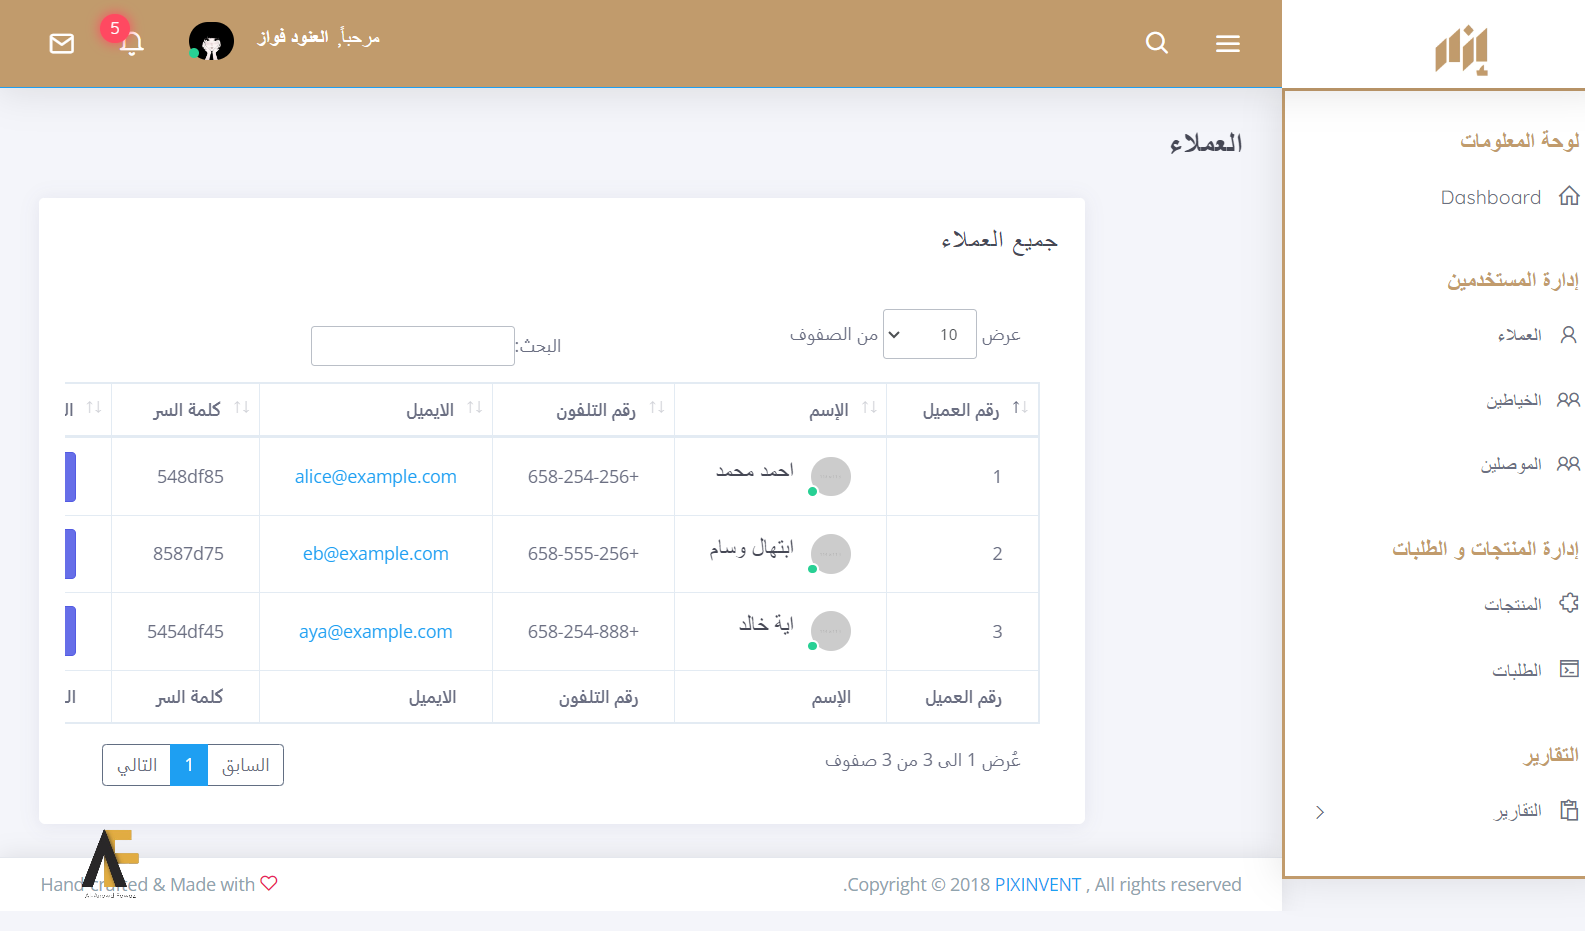 إبرار
مرحباً, العنود فواز
5
لوحة المعلومات
Dashboard
إدارة المستخدمين
العملاء
الخياطين
الموصلين
إدارة المنتجات و الطلبات
المنتجات
الطلبات
التقارير
التقارير
العملاء
جميع العملاء
عرض 10 من الصفوف
البحث:
رقم العميل الإسم رقم التلفون الايميل كلمة السر
1 احمد محمد 658-254-256+ alice@example.com 548df85
2 ابتهال وسام 658-555-256+ eb@example.com 8587d75
3 اية خالد 658-254-888+ aya@example.com 5454df45
رقم العميل الإسم رقم التلفون الايميل كلمة السر
عُرض 1 الى 3 من 3 صفوف
السابق 1 التالي
.Copyright © 2018 PIXINVENT , All rights reserved
Hand-crafted & Made with